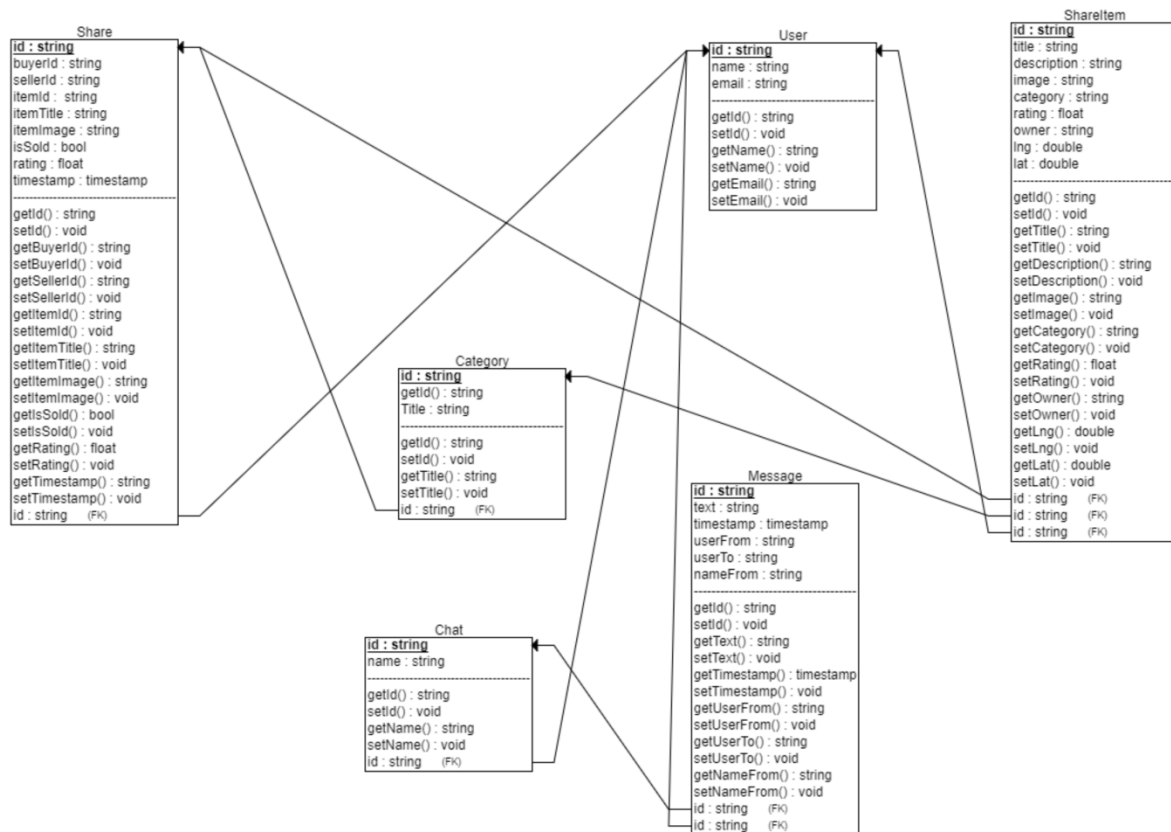 Share
id : string
buyerId : string
sellerId : string
itemId : string
itemTitle : string
itemImage : string
isSold : bool
rating : float
timestamp : timestamp
getId() : string
setId() : void
getBuyerId() : string
setBuyerId() : void
getSellerId() : string
setSellerId() : void
getItemId() : string
setItemId() : void
getItemTitle() : string
setItemTitle() : void
getItemImage() : string
setItemImage() : void
getIsSold() : bool
setIsSold() : void
getRating() : float
setRating() : void
getTimestamp() : string
setTimestamp() : void
id : string (FK)
User
id : string
name : string
email : string
getId() : string
setId() : void
getName() : string
setName() : void
getEmail() : string
setEmail() : void
ShareItem
id : string
title : string
description : string
image : string
category : string
rating : float
owner : string
lng : double
lat : double
getId() : string
setId() : void
getTitle() : string
setTitle() : void
getDescription() : string
setDescription() : void
getImage() : string
setImage() : void
getCategory() : string
setCategory() : void
getRating() : float
setRating() : void
getOwner() : string
setOwner() : void
getLng() : double
setLng() : void
getLat() : double
setLat() : void
id : string (FK)
id : string (FK)
id : string (FK)
Category
id : string
getId() : string
Title : string
getId() : string
setId() : void
getTitle() : string
setTitle() : void
id : string (FK)
Message
id : string
text : string
timestamp : timestamp
userFrom : string
userTo : string
nameFrom : string
getId() : string
setId() : void
getText() : string
setText() : void
getTimestamp() : timestamp
setTimestamp() : void
getUserFrom() : string
setUserFrom() : void
getUserTo() : string
setUserTo() : void
getNameFrom() : string
setNameFrom() : void
id : string (FK)
id : string (FK)
Chat
id : string
name : string
getId() : string
setId() : void
getName() : string
setName() : void
id : string (FK)